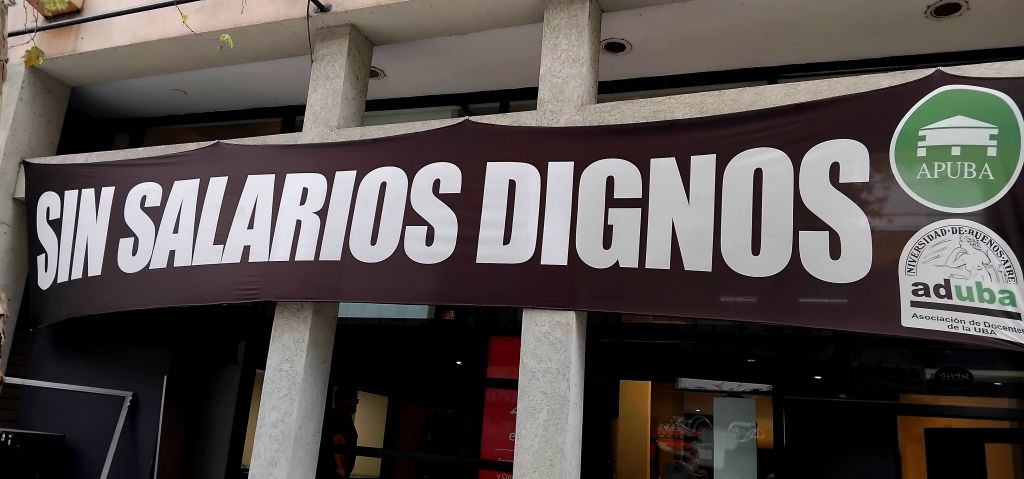 SIN SALARIOS DIGNOS
APUBA
NIVERSIDAD·DE·BUENOS·AIRE
aduba
Asociación de Docentes
de la UBA